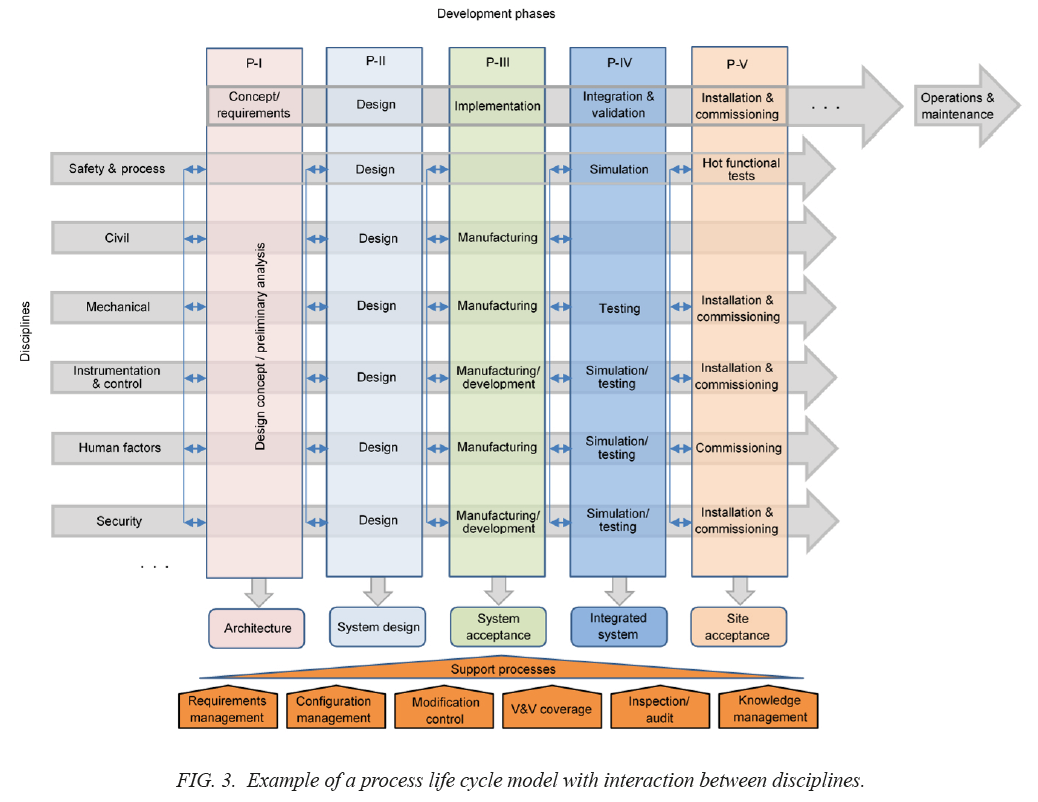 Development phases
P-I
P-II
P-III
P-IV
P-V
Concept/
requirements
Design
Implementation
Integration &
validation
Installation &
commissioning
. . .
Operations &
maintenance
Disciplines
Safety & process
Design
Simulation
Hot functional
tests
Civil
Design
Manufacturing
Design concept / preliminary analysis
Mechanical
Design
Manufacturing
Testing
Installation &
commissioning
Instrumentation
& control
Design
Manufacturing/
development
Simulation/
testing
Installation &
commissioning
Human factors
Design
Manufacturing
Simulation/
testing
Commissioning
Security
Design
Manufacturing/
development
Simulation/
testing
Installation &
commissioning
. . .
Architecture
System design
System
acceptance
Integrated
system
Site
acceptance
Support processes
Requirements
management
Configuration
management
Modification
control
V&V coverage
Inspection/
audit
Knowledge
management
FIG. 3. Example of a process life cycle model with interaction between disciplines.